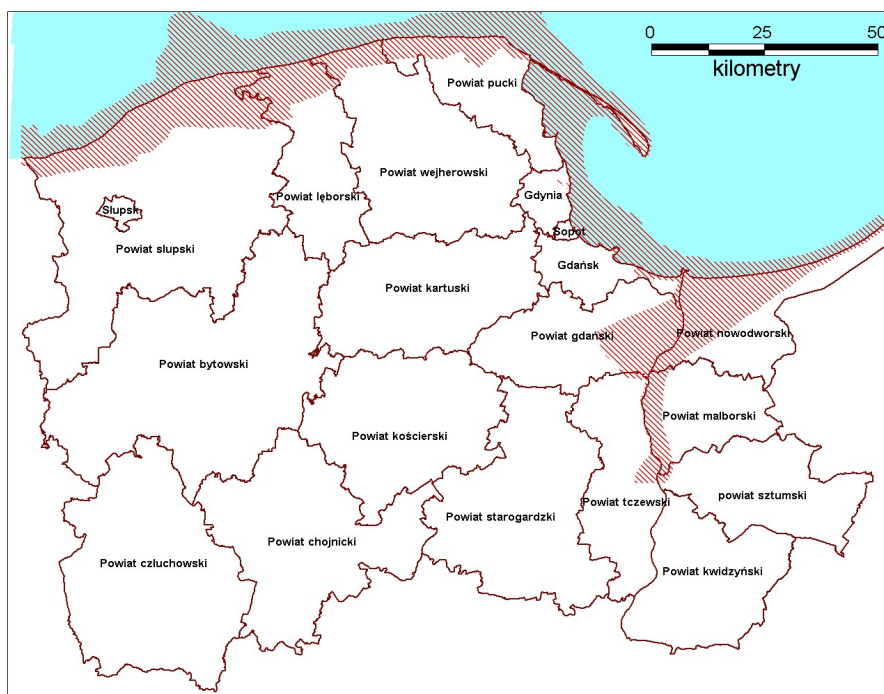 0 25 50
kilometry
Powiat pucki
Powiat wejherowski
Powiat lęborski
Gdynia
Słupsk
Sopot
Powiat slupski
Gdańsk
Powiat kartuski
Powiat gdański
Powiat nowodworski
Powiat bytowski
Powiat malborski
Powiat kościerski
powiat sztumski
Powiat tczewski
Powiat starogardzki
Powiat chojnicki
Powiat człuchowski
Powiat kwidzyński